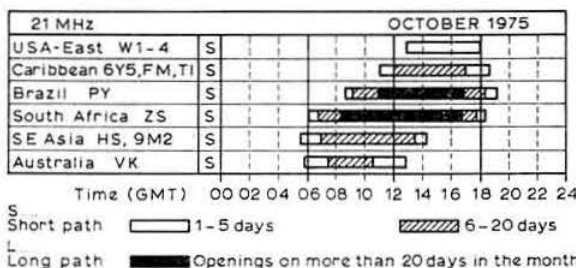 21 MHz OCTOBER 1975
USA-East W1-4 S
Caribbean 6Y5,FM,TI S
Brazil PY S
South Africa ZS S
SE Asia HS, 9M2 S
Australia VK S
Time (GMT) 00 02 04 06 08 10 12 14 16 18 20 22 24
S
Short path 1-5 days 6-20 days
L
Long path Openings on more than 20 days in the month